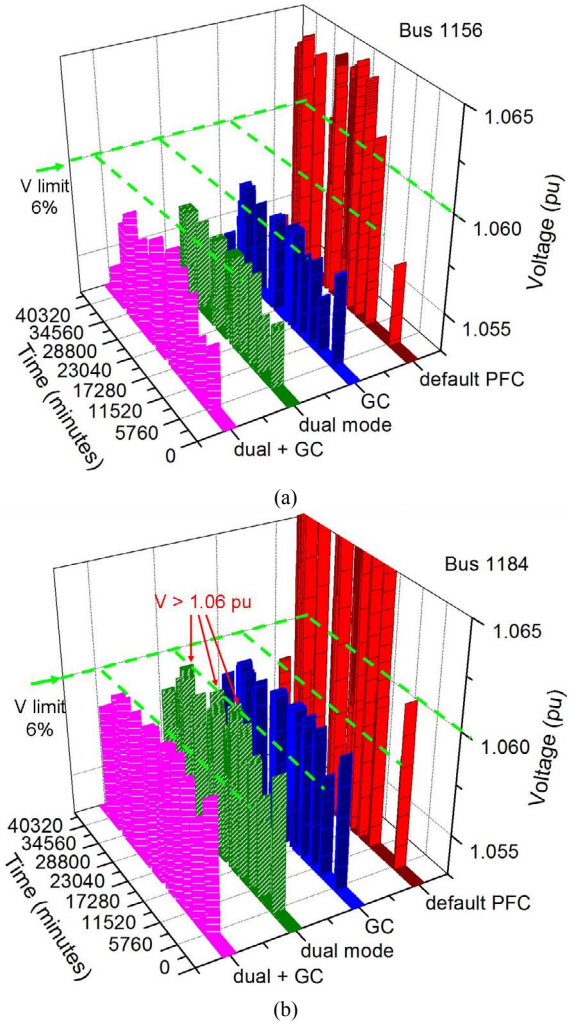 Bus 1156
1.065
V limit
6%
1.060
Voltage (pu)
1.055
40320
34560
28800
23040
17280
11520
5760
0
Time (minutes)
default PFC
GC
dual mode
dual + GC
(a)
Bus 1184
V > 1.06 pu
1.065
V limit
6%
1.060
Voltage (pu)
1.055
40320
34560
28800
23040
17280
11520
5760
0
Time (minutes)
default PFC
GC
dual mode
dual + GC
(b)